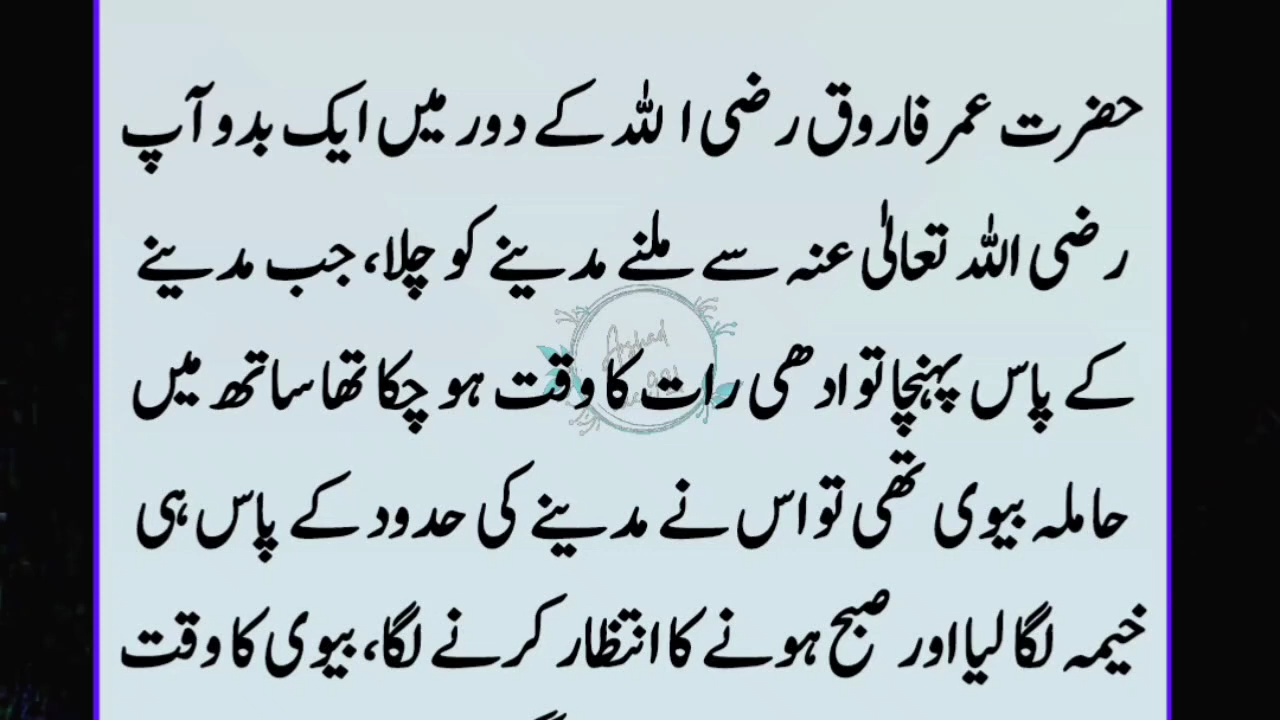 حضرت عمر فاروق رضی اللہ کے دور میں ایک بدو آپ
رضی اللہ تعالٰی عنہ سے ملنے مدینے کو چلا، جب مدینے
کے پاس پہنچا تو ادھی رات کا وقت ہو چکا تھا ساتھ میں
حاملہ بیوی تھی تو اس نے مدینے کی حدود کے پاس ہی
خیمہ لگا لیا اور صبح ہونے کا انتظار کرنے لگا، بیوی کا وقت